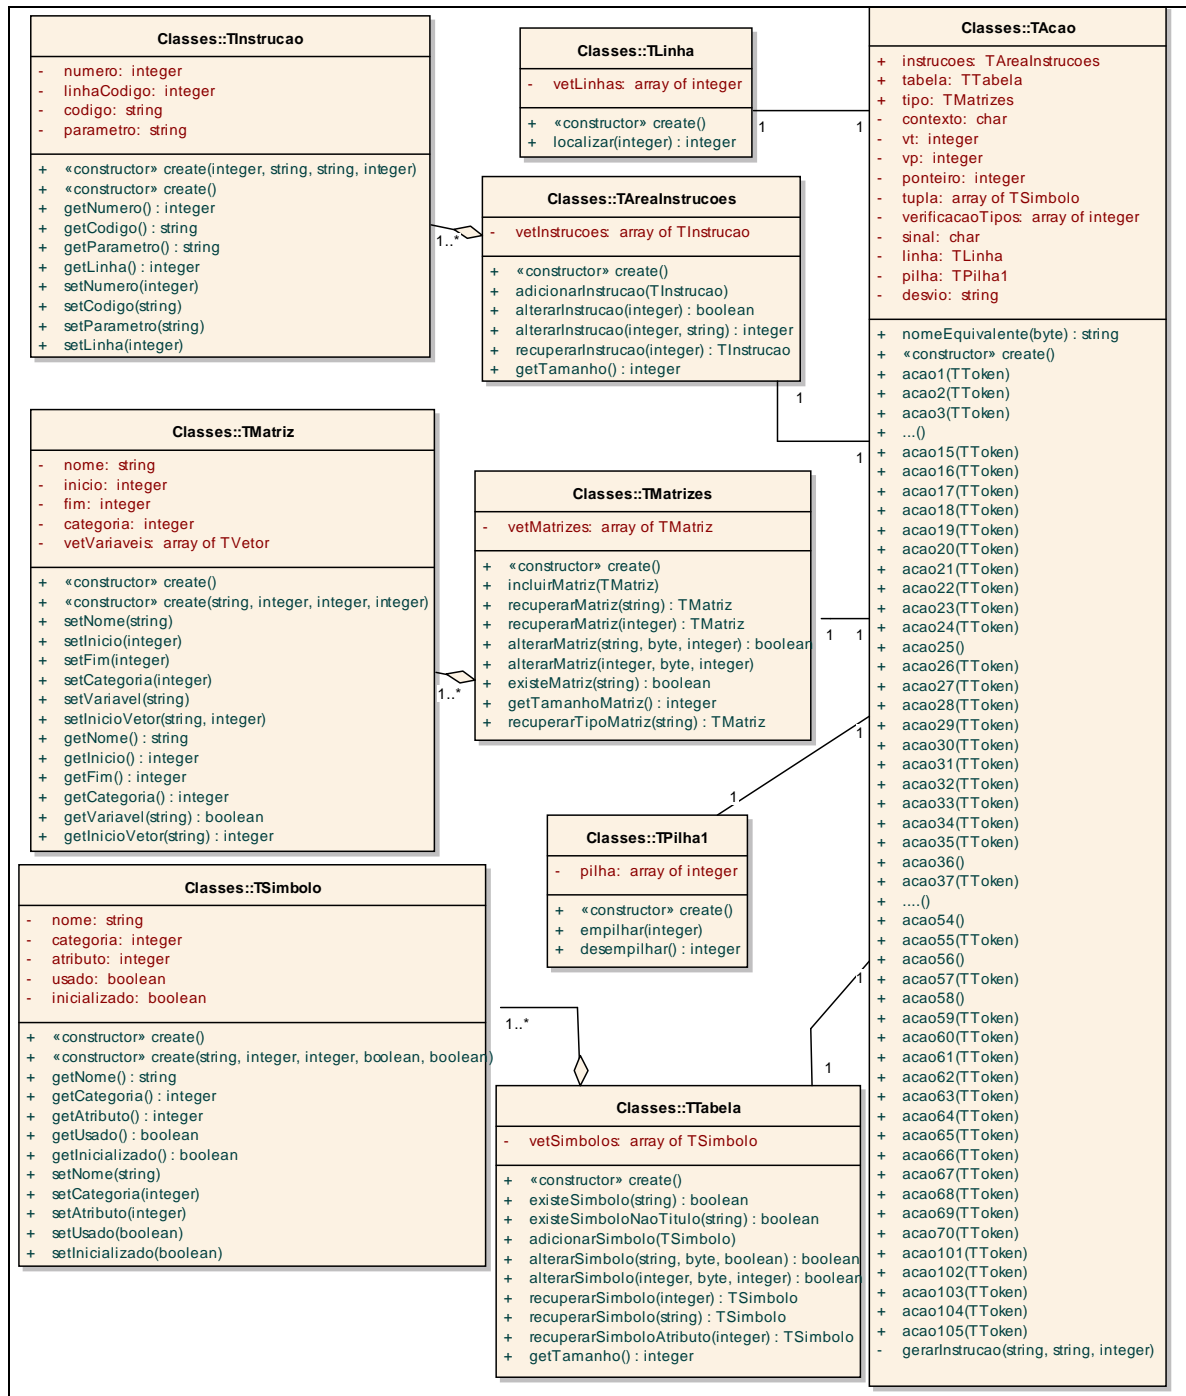 Classes::TInstrucao
- numero: integer
- linhaCodigo: integer
- codigo: string
- parametro: string
+ «constructor» create(integer, string, string, integer)
+ «constructor» create()
+ getNumero() : integer
+ getCodigo() : string
+ getParametro() : string
+ getLinha() : integer
+ setNumero(integer)
+ setCodigo(string)
+ setParametro(string)
+ setLinha(integer)
Classes::TLinha
- vetLinhas: array of integer
+ «constructor» create()
+ localizar(integer) : integer
1
1
Classes::TAreaInstrucoes
- vetInstrucoes: array of TInstrucao
+ «constructor» create()
+ adicionarInstrucao(TInstrucao)
+ alterarInstrucao(integer) : boolean
+ alterarInstrucao(integer, string) : integer
+ recuperarInstrucao(integer) : TInstrucao
+ getTamanho() : integer
1..*
1
1
Classes::TMatriz
- nome: string
- inicio: integer
- fim: integer
- categoria: integer
- vetVariaveis: array of TVetor
+ «constructor» create()
+ «constructor» create(string, integer, integer, integer)
+ setNome(string)
+ setInicio(integer)
+ setFim(integer)
+ setCategoria(integer)
+ setVariavel(string)
+ setInicioVetor(string, integer)
+ getNome() : string
+ getInicio() : integer
+ getFim() : integer
+ getCategoria() : integer
+ getVariavel(string) : boolean
+ getInicioVetor(string) : integer
Classes::TMatrizes
- vetMatrizes: array of TMatriz
+ «constructor» create()
+ incluirMatriz(TMatriz)
+ recuperarMatriz(string) : TMatriz
+ recuperarMatriz(integer) : TMatriz
+ alterarMatriz(string, byte, integer) : boolean
+ alterarMatriz(integer, byte, integer)
+ existeMatriz(string) : boolean
+ getTamanhoMatriz() : integer
+ recuperarTipoMatriz(string) : TMatriz
1..*
1
1
Classes::TPilha1
- pilha: array of integer
+ «constructor» create()
+ empilhar(integer)
+ desempilhar() : integer
1
1
Classes::TSimbolo
- nome: string
- categoria: integer
- atributo: integer
- usado: boolean
- inicializado: boolean
+ «constructor» create()
+ «constructor» create(string, integer, integer, boolean, boolean)
+ getNome() : string
+ getCategoria() : integer
+ getAtributo() : integer
+ getUsado() : boolean
+ getInicializado() : boolean
+ setNome(string)
+ setCategoria(integer)
+ setAtributo(integer)
+ setUsado(boolean)
+ setInicializado(boolean)
1..*
Classes::TTabela
- vetSimbolos: array of TSimbolo
+ «constructor» create()
+ existeSimbolo(string) : boolean
+ existeSimboloNaoTitulo(string) : boolean
+ adicionarSimbolo(TSimbolo)
+ alterarSimbolo(string, byte, boolean) : boolean
+ alterarSimbolo(integer, byte, integer) : boolean
+ recuperarSimbolo(integer) : TSimbolo
+ recuperarSimbolo(string) : TSimbolo
+ recuperarSimboloAtributo(integer) : TSimbolo
+ getTamanho() : integer
1
1
Classes::TAcao
+ instrucoes: TAreaInstrucoes
+ tabela: TTabela
+ tipo: TMatrizes
- contexto: char
- vt: integer
- vp: integer
- ponteiro: integer
- tupla: array of TSimbolo
- verificacaoTipos: array of integer
- sinal: char
- linha: TLinha
- pilha: TPilha1
- desvio: string
+ nomeEquivalente(byte) : string
+ «constructor» create()
+ acao1(TToken)
+ acao2(TToken)
+ acao3(TToken)
+ ...()
+ acao15(TToken)
+ acao16(TToken)
+ acao17(TToken)
+ acao18(TToken)
+ acao19(TToken)
+ acao20(TToken)
+ acao21(TToken)
+ acao22(TToken)
+ acao23(TToken)
+ acao24(TToken)
+ acao25()
+ acao26(TToken)
+ acao27(TToken)
+ acao28(TToken)
+ acao29(TToken)
+ acao30(TToken)
+ acao31(TToken)
+ acao32(TToken)
+ acao33(TToken)
+ acao34(TToken)
+ acao35(TToken)
+ acao36()
+ acao37(TToken)
+ ....()
+ acao54()
+ acao55(TToken)
+ acao56()
+ acao57(TToken)
+ acao58()
+ acao59(TToken)
+ acao60(TToken)
+ acao61(TToken)
+ acao62(TToken)
+ acao63(TToken)
+ acao64(TToken)
+ acao65(TToken)
+ acao66(TToken)
+ acao67(TToken)
+ acao68(TToken)
+ acao69(TToken)
+ acao70(TToken)
+ acao101(TToken)
+ acao102(TToken)
+ acao103(TToken)
+ acao104(TToken)
+ acao105(TToken)
- gerarInstrucao(string, string, integer)